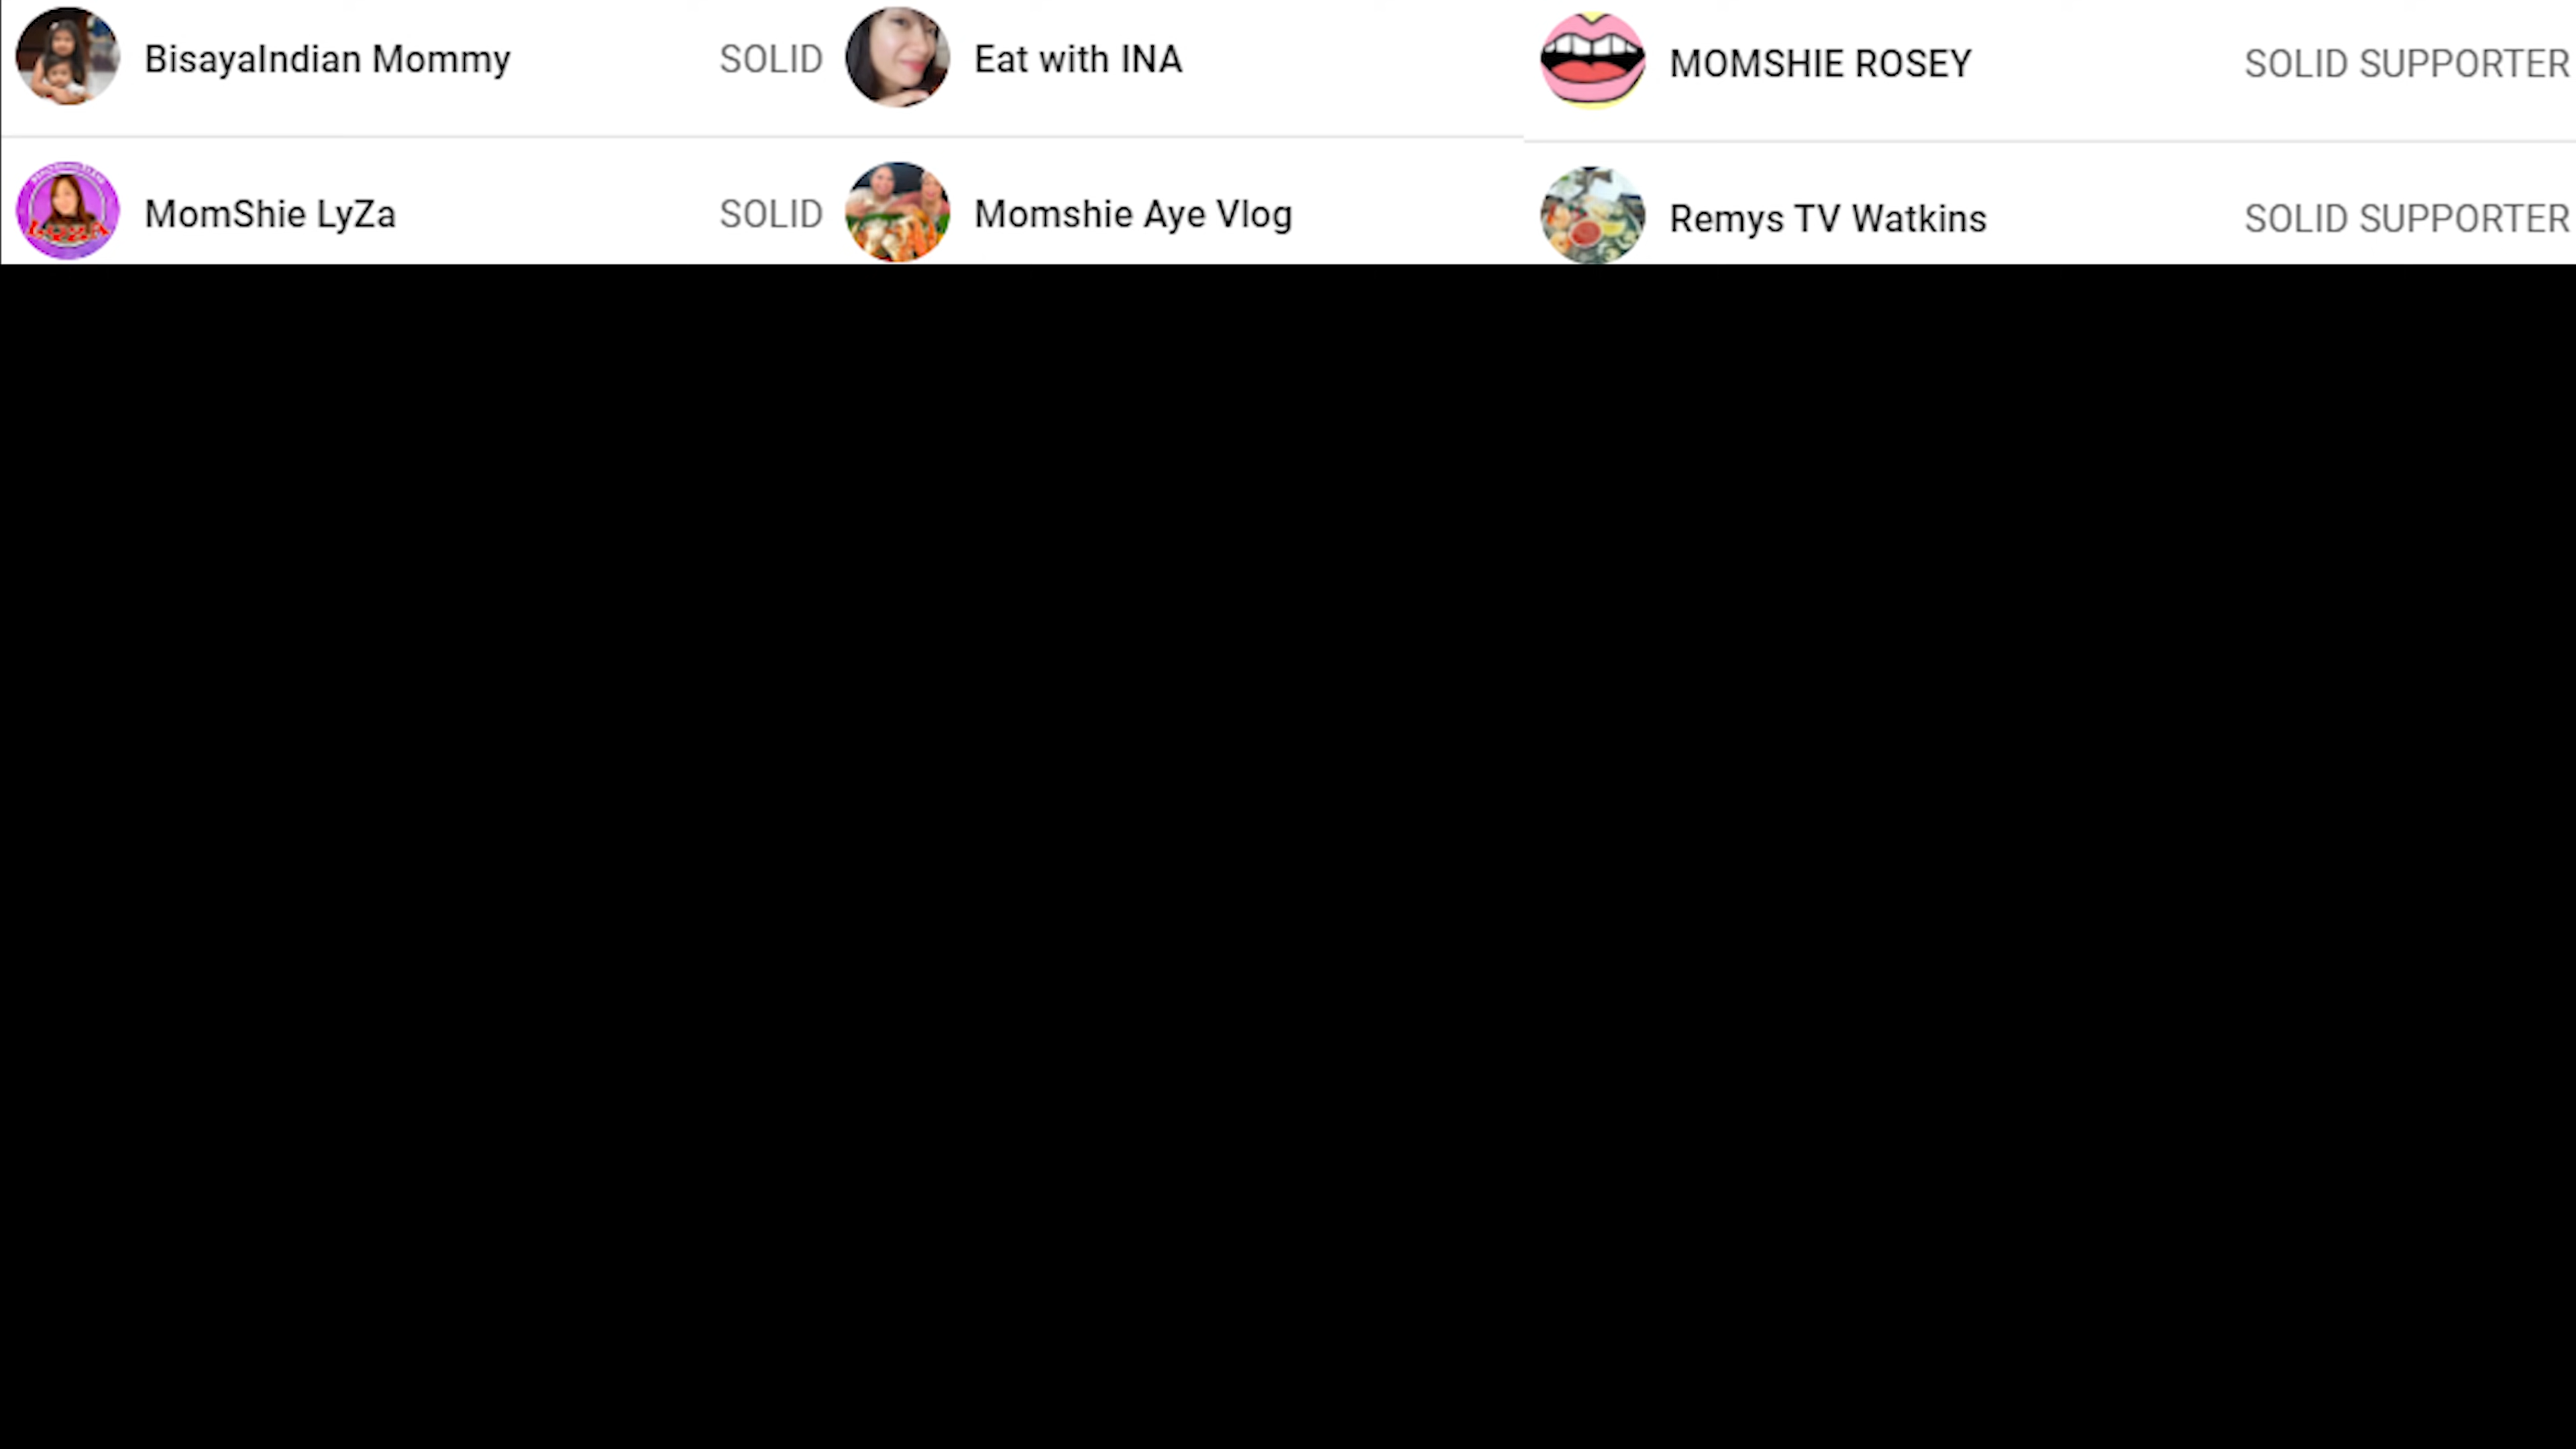 BisayaIndian Mommy SOLID Eat with INA MOMSHIE ROSEY SOLID SUPPORTER
MomShie LyZa SOLID Momshie Aye Vlog Remys TV Watkins SOLID SUPPORTER